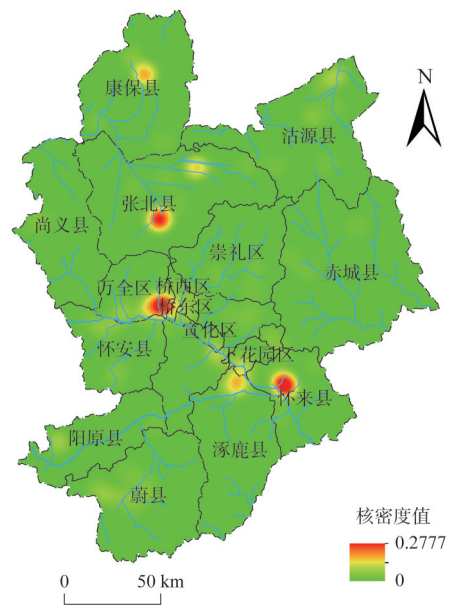 康保县
N
沽源县
张北县
尚义县
崇礼区
赤城县
万全区
桥西区
桥东区
宣化区
怀安县
下花园区
怀来县
阳原县
涿鹿县
蔚县
核密度值
0.2777
0
0 50 km